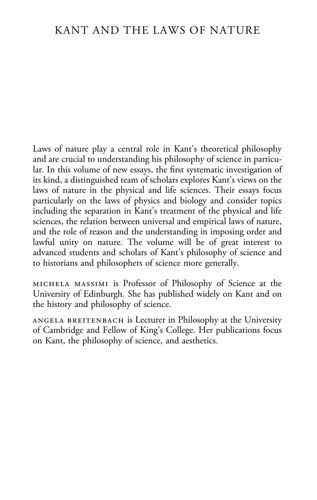 KANT AND THE LAWS OF NATURE
Laws of nature play a central role in Kant's theoretical philosophy
and are crucial to understanding his philosophy of science in particu-
lar. In this volume of new essays, the first systematic investigation of
its kind, a distinguished team of scholars explores Kant's views on the
laws of nature in the physical and life sciences. Their essays focus
particularly on the laws of physics and biology and consider topics
including the separation in Kant's treatment of the physical and life
sciences, the relation between universal and empirical laws of nature,
and the role of reason and the understanding in imposing order and
lawful unity on nature. The volume will be of great interest to
advanced students and scholars of Kant's philosophy of science and
to historians and philosophers of science more generally.
MICHELA MASSIMI is Professor of Philosophy of Science at the
University of Edinburgh. She has published widely on Kant and on
the history and philosophy of science.
ANGELA BREITENBACH is Lecturer in Philosophy at the University
of Cambridge and Fellow of King's College. Her publications focus
on Kant, the philosophy of science, and aesthetics.